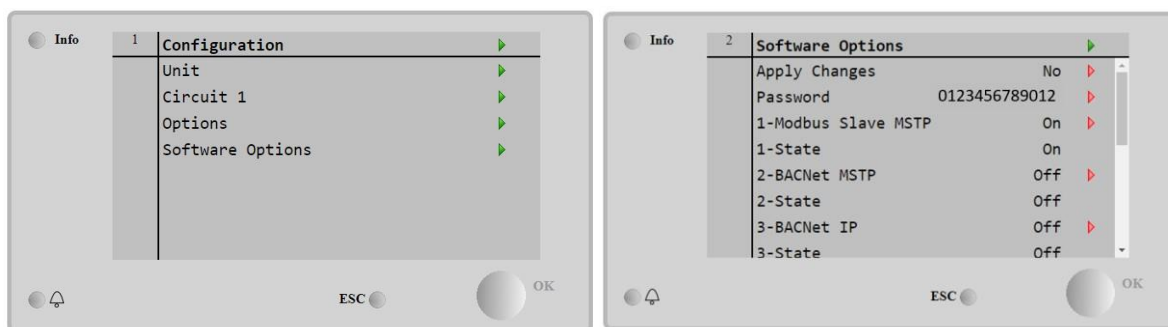 Info
1 Configuration
Unit
Circuit 1
Options
Software Options
ESC
OK
Info
2 Software Options
Apply Changes No
Password 0123456789012
1-Modbus Slave MSTP On
1-State On
2-BACNet MSTP Off
2-State Off
3-BACNet IP Off
3-State Off
ESC
OK